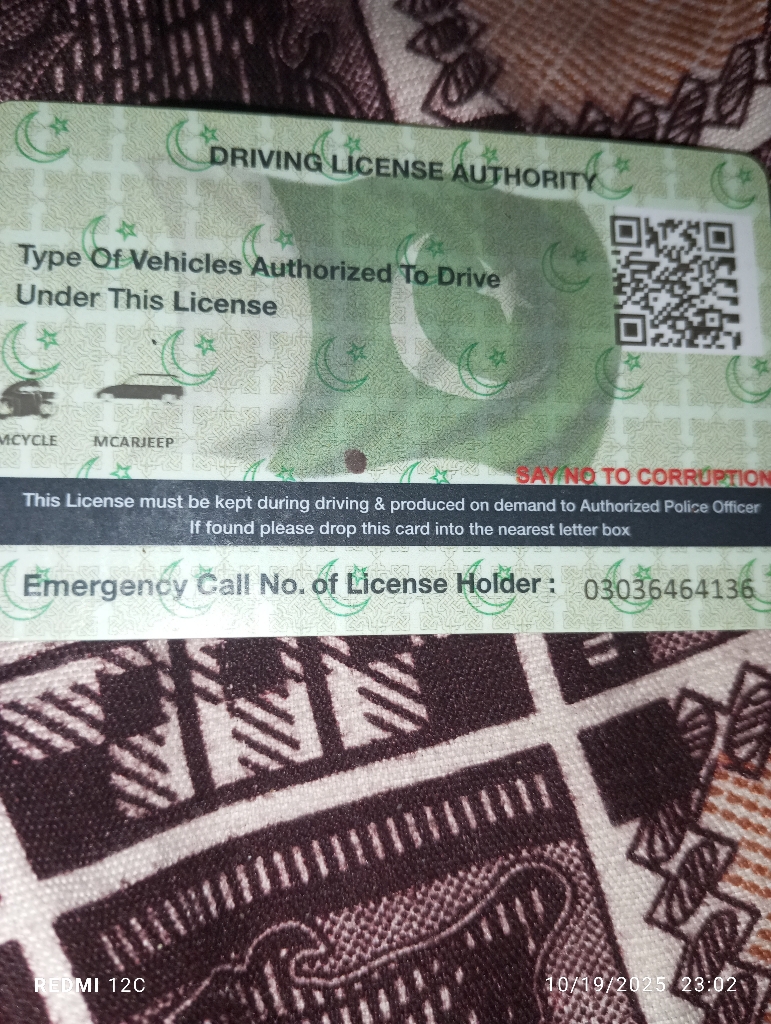 DRIVING LICENSE AUTHORITY
Type Of Vehicles Authorized To Drive
Under This License
MCYCLE MCARJEEP
SAY NO TO CORRUPTION
This License must be kept during driving & produced on demand to Authorized Police Officer
If found please drop this card into the nearest letter box
Emergency Call No. of License Holder : 03036464136
REDMI 12C 10/19/2025 23:02